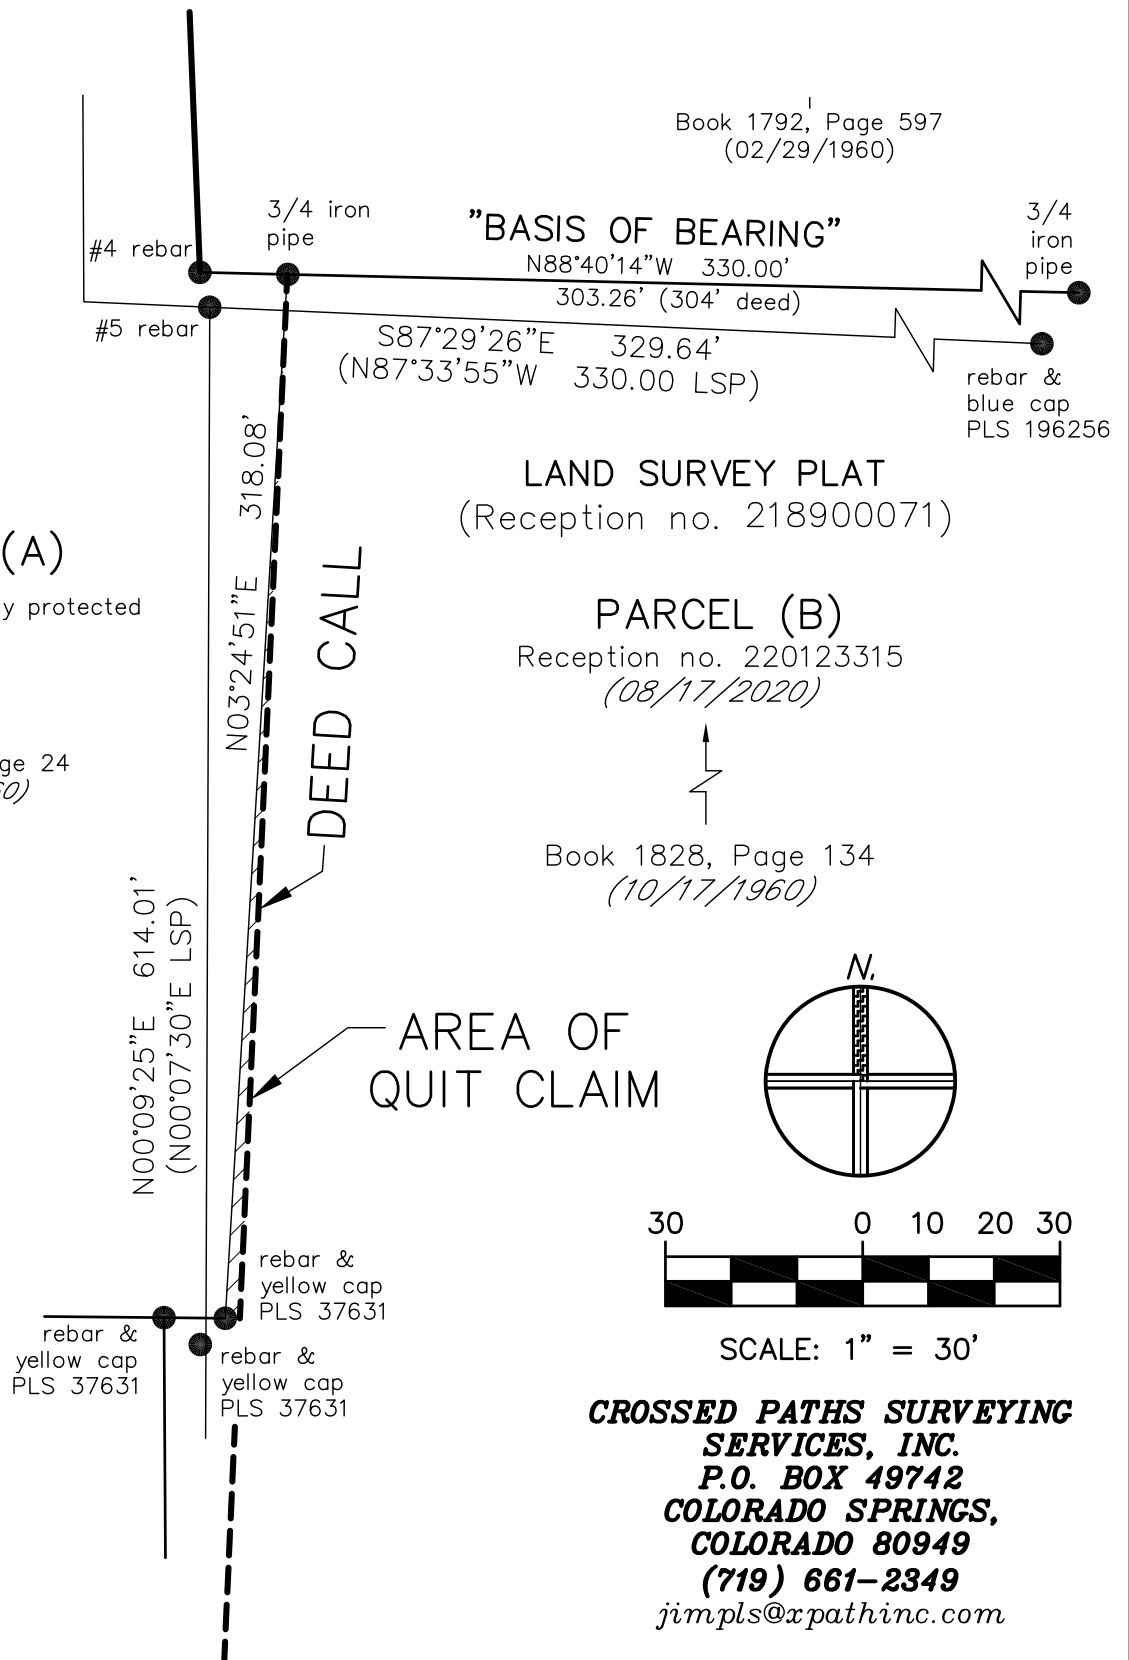 Book 1792, Page 597
(02/29/1960)
3/4 iron
pipe
#4 rebar
"BASIS OF BEARING"
N88°40'14"W 330.00'
303.26' (304' deed)
3/4
iron
pipe
#5 rebar
S87°29'26"E 329.64'
(N87°33'55"W 330.00 LSP)
rebar &
blue cap
PLS 196256
LAND SURVEY PLAT
(Reception no. 218900071)
(A)
y protected
N03°24'51"E 318.08'
DEED CALL
PARCEL (B)
Reception no. 220123315
(08/17/2020)
ge 24
0)
Book 1828, Page 134
(10/17/1960)
N00°09'25"E 614.01'
(N00°07'30"E LSP)
N.
AREA OF
QUIT CLAIM
30 0 10 20 30
SCALE: 1" = 30'
rebar &
yellow cap
PLS 37631
rebar &
yellow cap
PLS 37631
rebar &
yellow cap
PLS 37631
CROSSED PATHS SURVEYING
SERVICES, INC.
P.O. BOX 49742
COLORADO SPRINGS,
COLORADO 80949
(719) 661-2349
jimpls@xpathinc.com